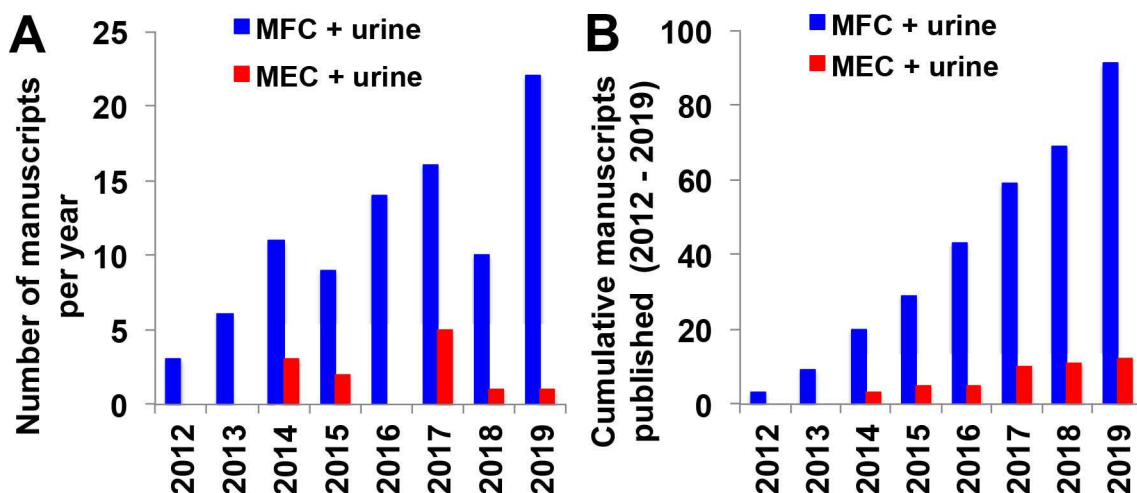 A
Number of manuscripts
per year
25
20
15
10
5
0
MFC + urine
MEC + urine
2012
2013
2014
2015
2016
2017
2018
2019
B
Cumulative manuscripts
published (2012 - 2019)
100
80
60
40
20
0
MFC + urine
MEC + urine
2012
2013
2014
2015
2016
2017
2018
2019